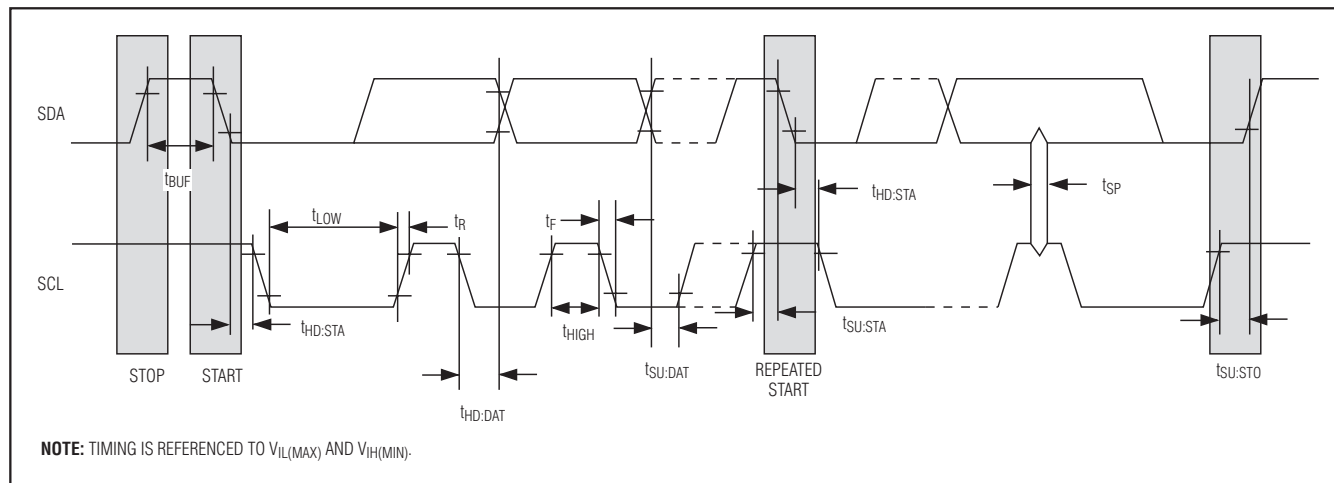 SDA
tBUF
tLOW
tR
tF
tHD:STA
tSP
SCL
tHD:STA
tHIGH
tSU:DAT
tSU:STA
tSU:STO
STOP
START
REPEATED
START
tHD:DAT
NOTE: TIMING IS REFERENCED TO VIL(MAX) AND VIH(MIN).